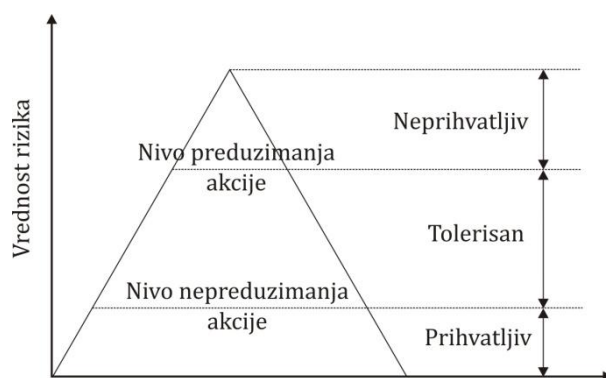 Vrednost rizika
Neprihvatljiv
Nivo preduzimanja
akcije
Tolerisan
Nivo nepreduzimanja
akcije
Prihvatljiv